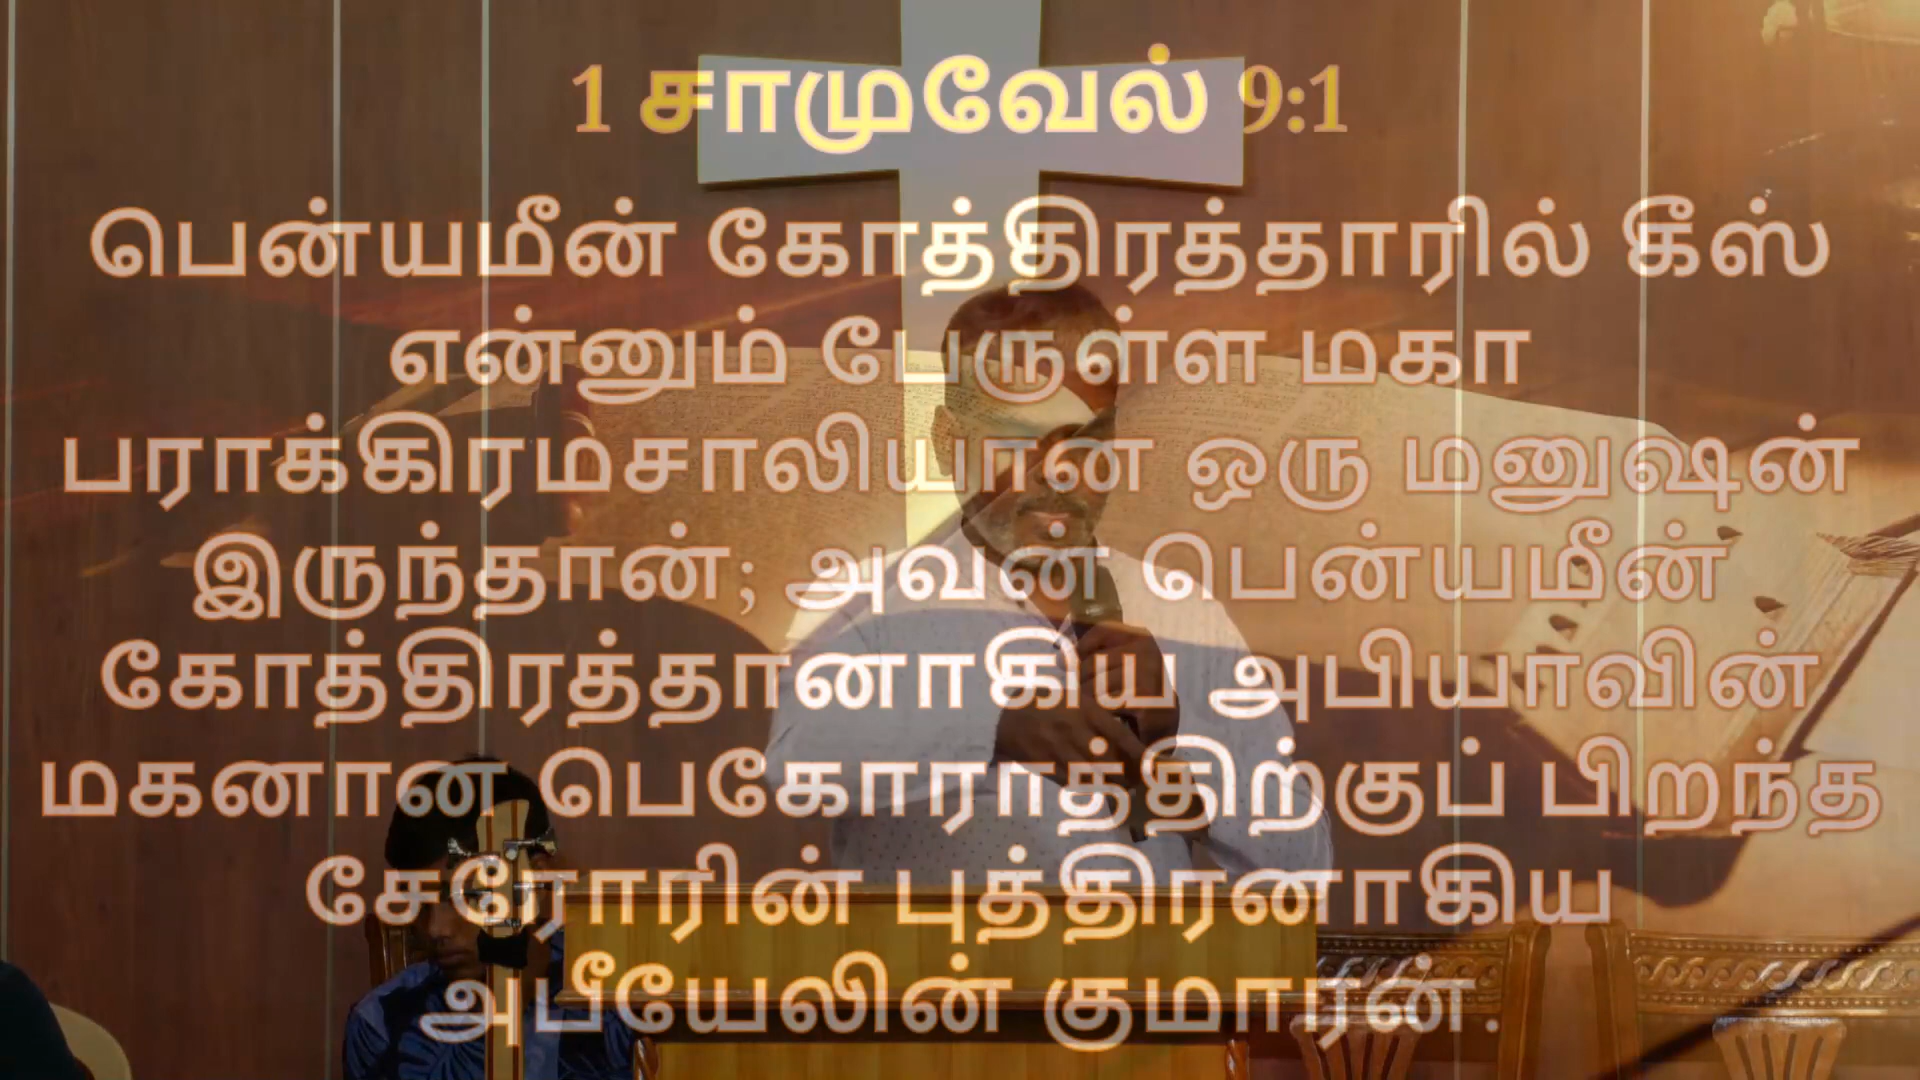 1 சாமுவேல் 9:1
பென்யமீன் கோத்திரத்தாரில் கீஸ்
என்னும் பேருள்ள மகா
பராக்கிரமசாலியான ஒரு மனுஷன்
இருந்தான்; அவன் பென்யமீன்
கோத்திரத்தானாகிய அபியாவின்
மகனான பெகோராத்திற்குப் பிறந்த
சேரோரின் புத்திரனாகிய
அபீயேலின் குமாரன்.